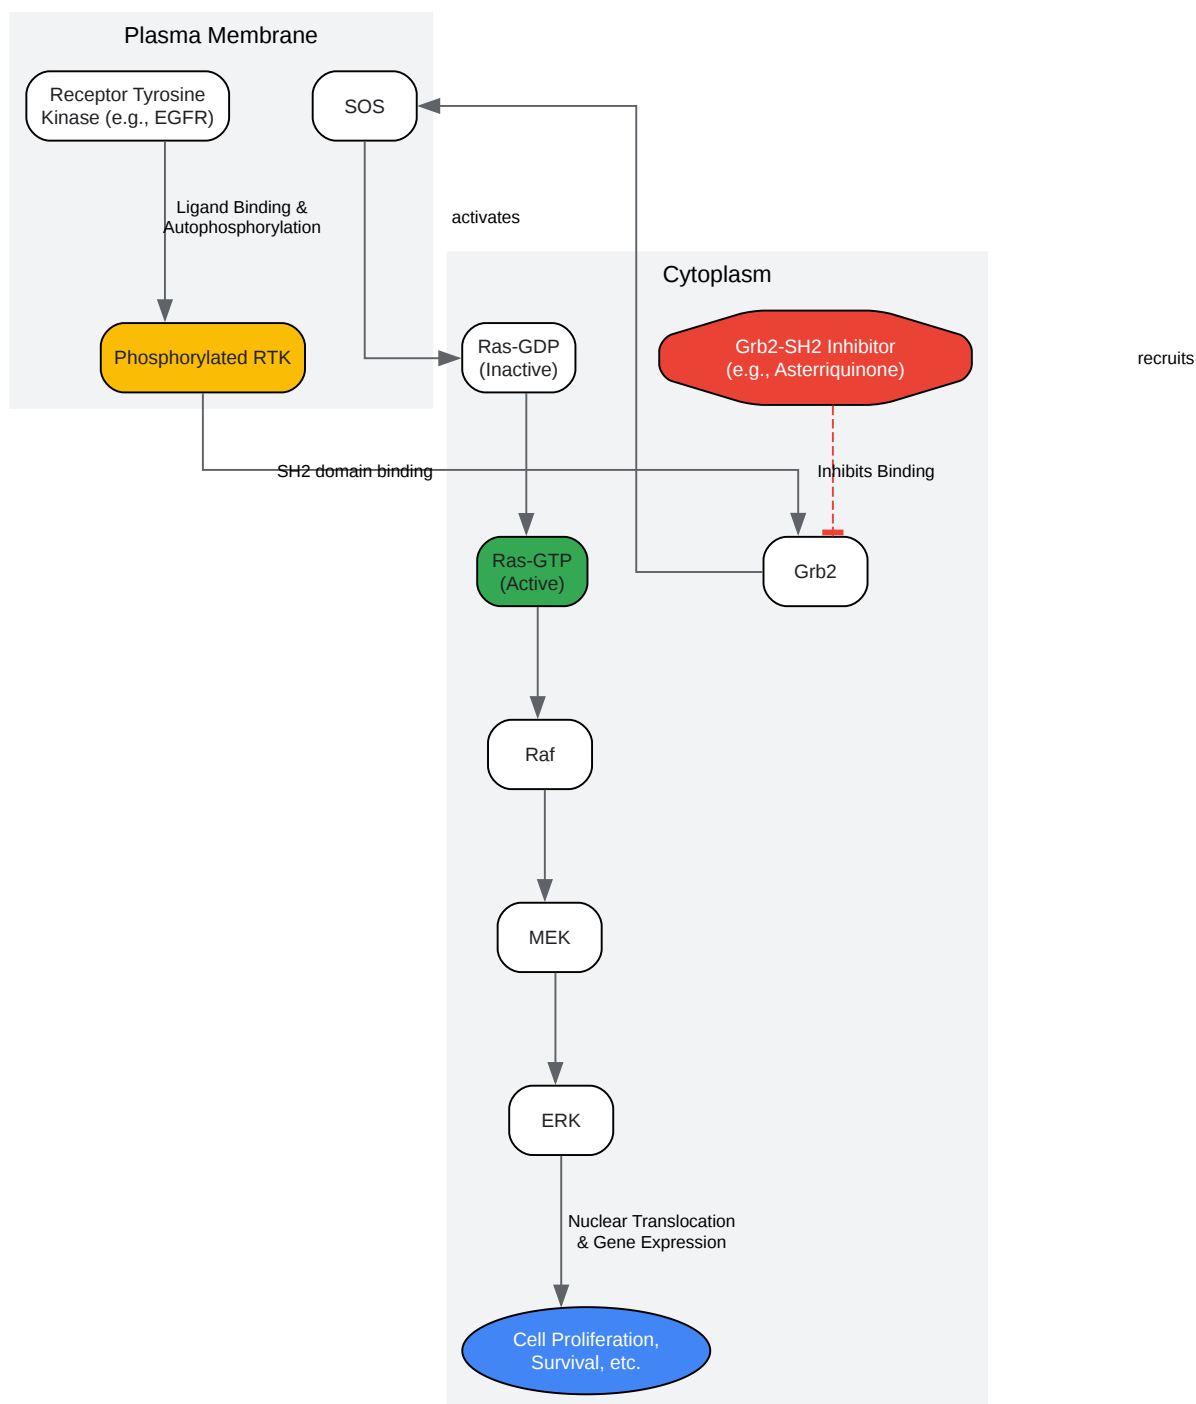 Plasma Membrane
Receptor Tyrosine
Kinase (e.g., EGFR)
SOS
Ligand Binding &
Autophosphorylation
activates
Cytoplasm
Phosphorylated RTK
Ras-GDP
(Inactive)
Grb2-SH2 Inhibitor
(e.g., Asterriquinone)
recruits
SH2 domain binding
Inhibits Binding
Ras-GTP
(Active)
Grb2
Raf
MEK
ERK
Nuclear Translocation
& Gene Expression
Cell Proliferation,
Survival, etc.